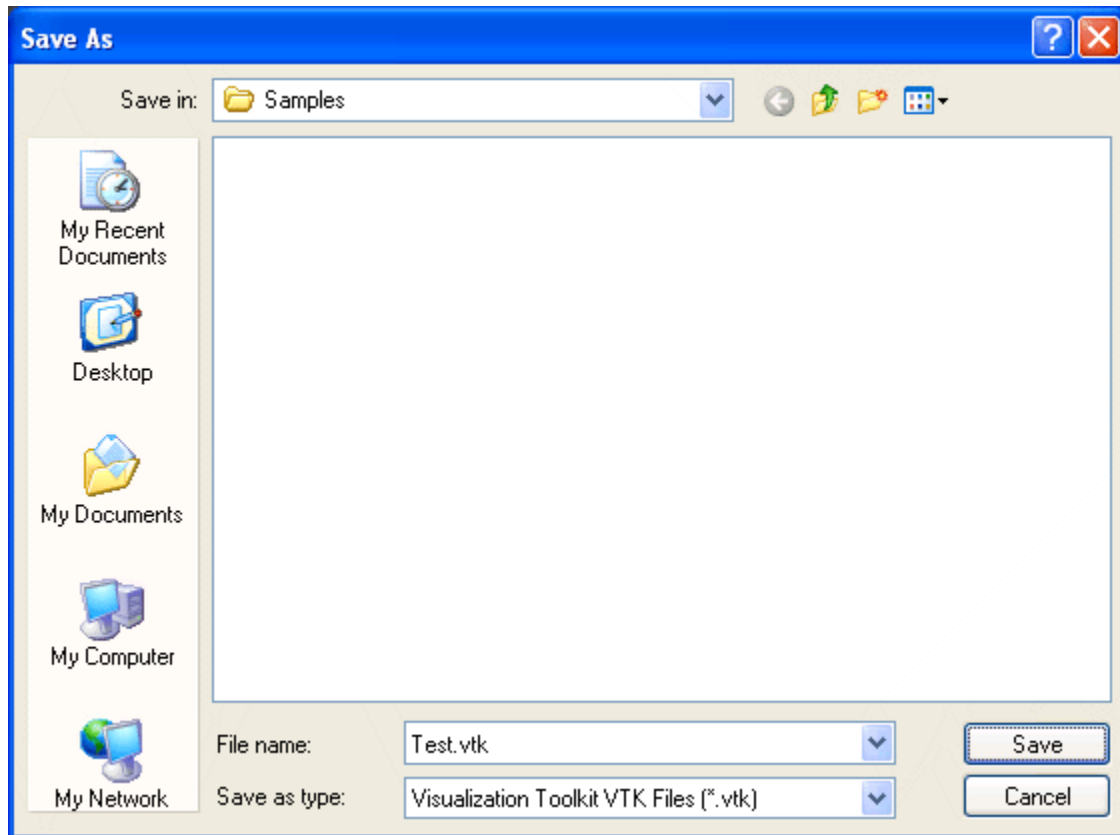 Save As
Save in:
Samples
My Recent
Documents
Desktop
My Documents
My Computer
My Network
File name:
Test.vtk
Save
Save as type:
Visualization Toolkit VTK Files (*.vtk)
Cancel